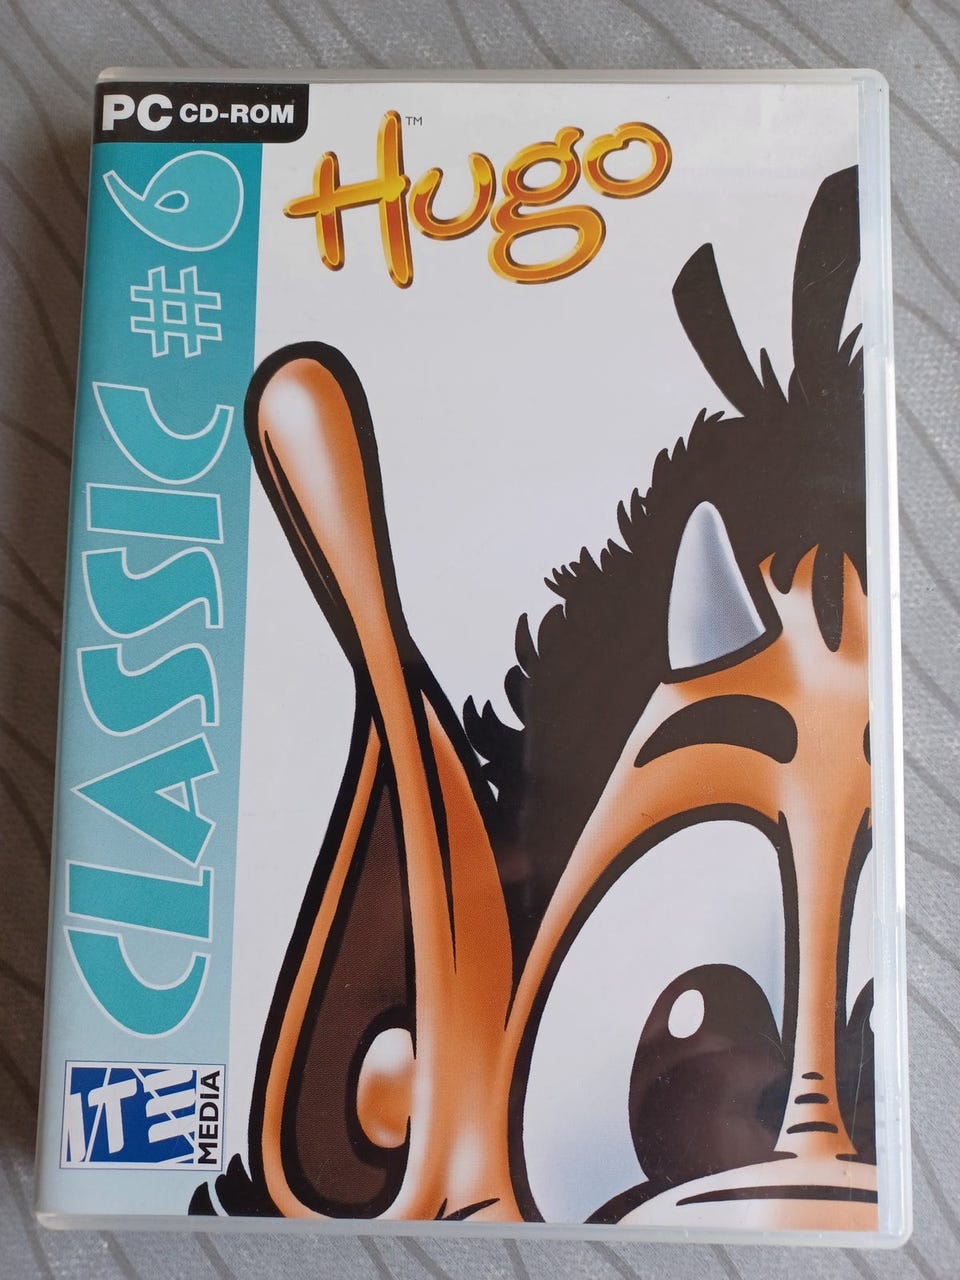 PC CD-ROM
Hugo™
CLASSIC #6
ITE
MEDIA